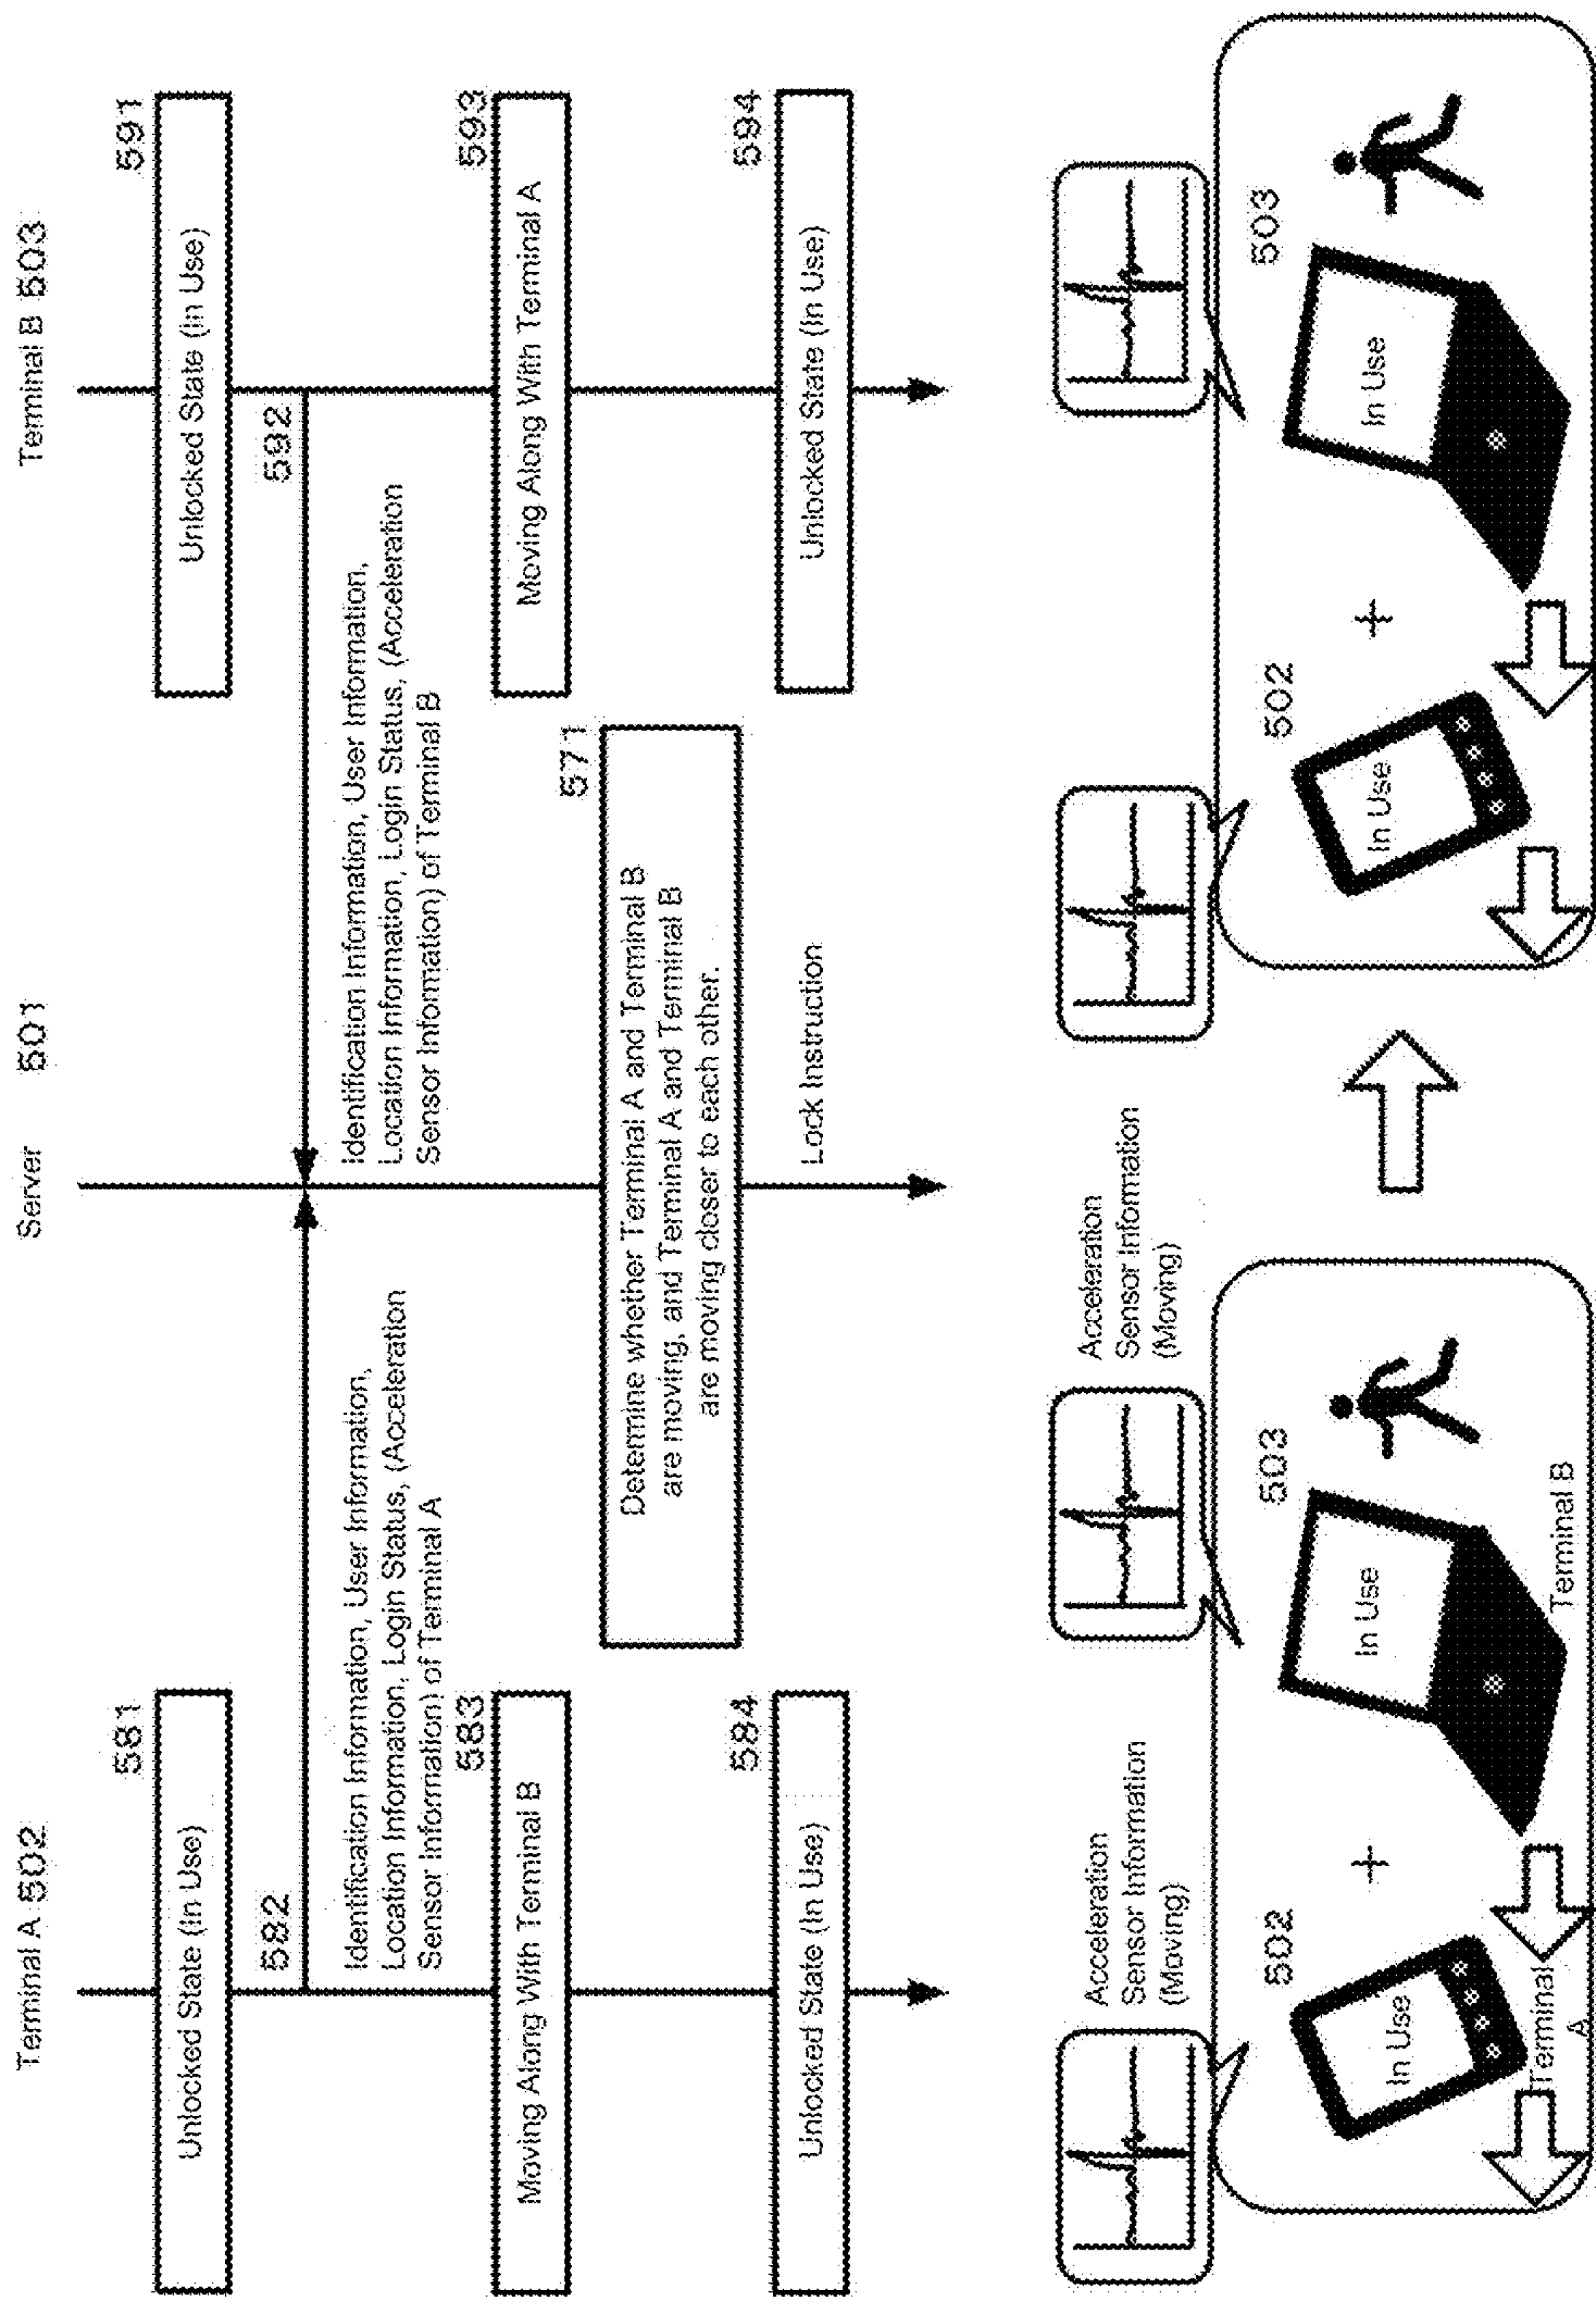 Terminal A 502
Server 501
Terminal B 503
581
Unlocked State (In Use)
591
Unlocked State (In Use)
582
592
Identification Information, User Information,
Location Information, Login Status, (Acceleration
Sensor Information) of Terminal A
Identification Information, User Information,
Location Information, Login Status, (Acceleration
Sensor Information) of Terminal B
583
Moving Along With Terminal B
593
Moving Along With Terminal A
571
Determine whether Terminal A and Terminal B
are moving, and Terminal A and Terminal B
are moving closer to each other.
584
Unlocked State (In Use)
594
Unlocked State (In Use)
Lock Instruction
Acceleration
Sensor Information
(Moving)
Acceleration
Sensor Information
(Moving)
502
In Use
Terminal
A
+
503
In Use
Terminal B
502
In Use
+
503
In Use